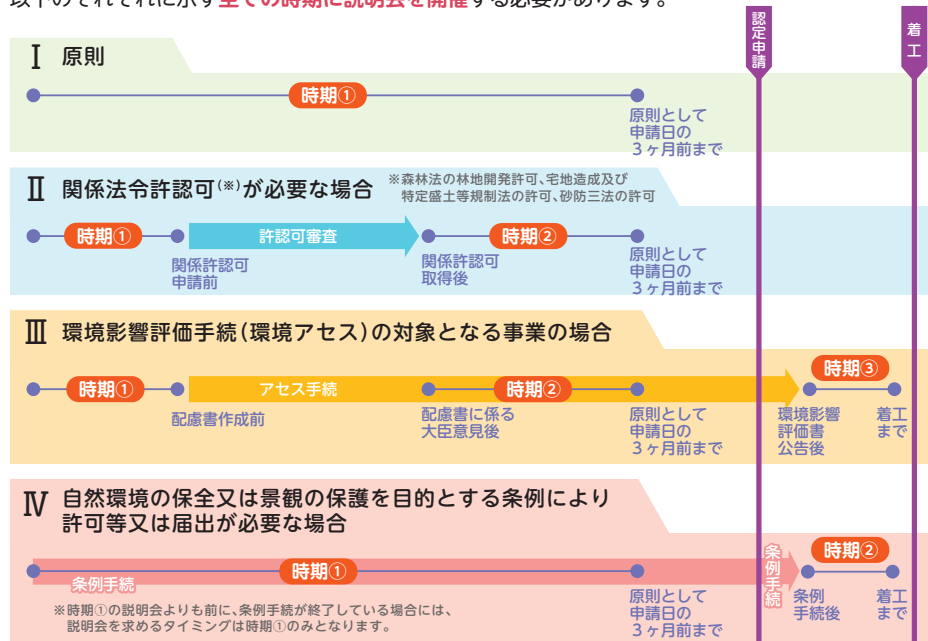 以下のそれぞれに示す全ての時期に説明会を開催する必要があります。
認定申請
着工
Ⅰ 原則
時期①
原則として
申請日の
3ヶ月前まで
Ⅱ 関係法令許認可(※)が必要な場合
※森林法の林地開発許可、宅地造成及び
特定盛土等規制法の許可、砂防三法の許可
時期①
許認可審査
時期②
関係許認可
申請前
関係許認可
取得後
原則として
申請日の
3ヶ月前まで
Ⅲ 環境影響評価手続(環境アセス)の対象となる事業の場合
時期①
アセス手続
時期②
時期③
配慮書作成前
配慮書に係る
大臣意見後
原則として
申請日の
3ヶ月前まで
環境影響
評価書
公告後
着工
まで
Ⅳ 自然環境の保全又は景観の保護を目的とする条例により
許可等又は届出が必要な場合
時期①
条例手続
条例手続
時期②
※時期①の説明会よりも前に、条例手続が終了している場合には、
説明会を求めるタイミングは時期①のみとなります。
原則として
申請日の
3ヶ月前まで
条例
手続後
着工
まで